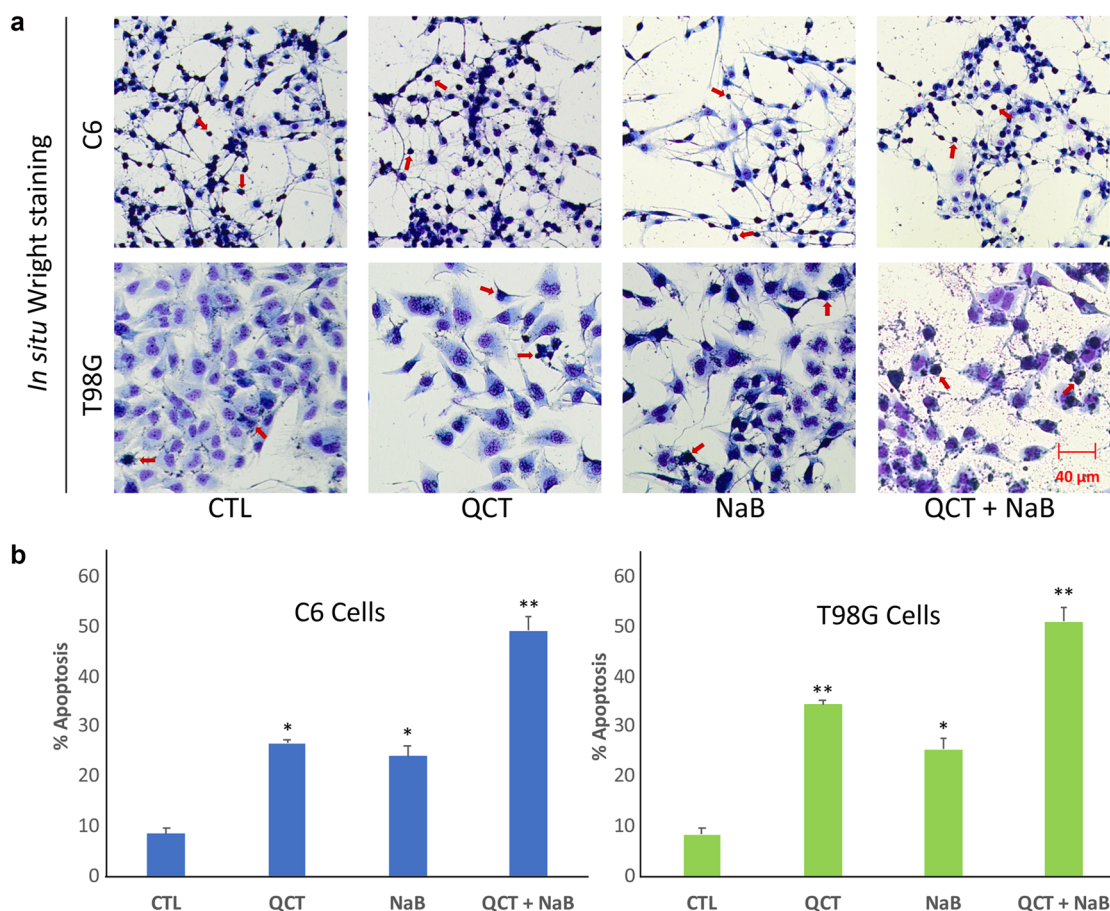 a
In situ Wright staining
C6
T98G
40 µm
CTL QCT NaB QCT + NaB
b
60
50
40
30
20
10
0
% Apoptosis
C6 Cells
* * **
CTL QCT NaB QCT + NaB
60
50
40
30
20
10
0
% Apoptosis
T98G Cells
** * **
CTL QCT NaB QCT + NaB